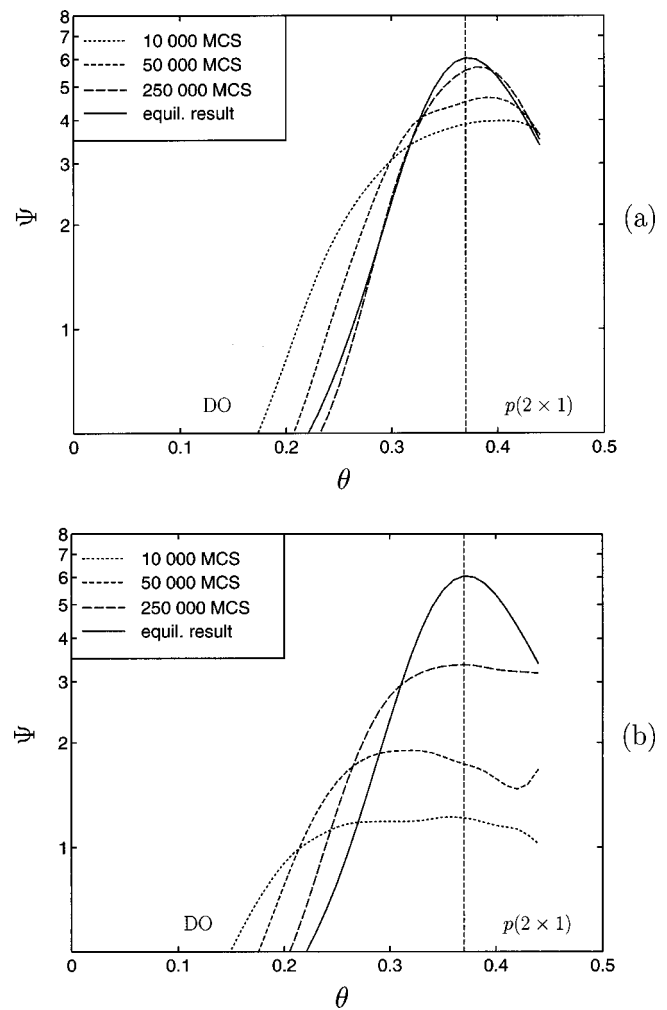 8
7
6
5
4
3
2
1
Ψ
10 000 MCS
50 000 MCS
250 000 MCS
equil. result
(a)
DO
p(2 × 1)
0
0.1
0.2
0.3
0.4
0.5
θ
8
7
6
5
4
3
2
1
Ψ
10 000 MCS
50 000 MCS
250 000 MCS
equil. result
(b)
DO
p(2 × 1)
0
0.1
0.2
0.3
0.4
0.5
θ